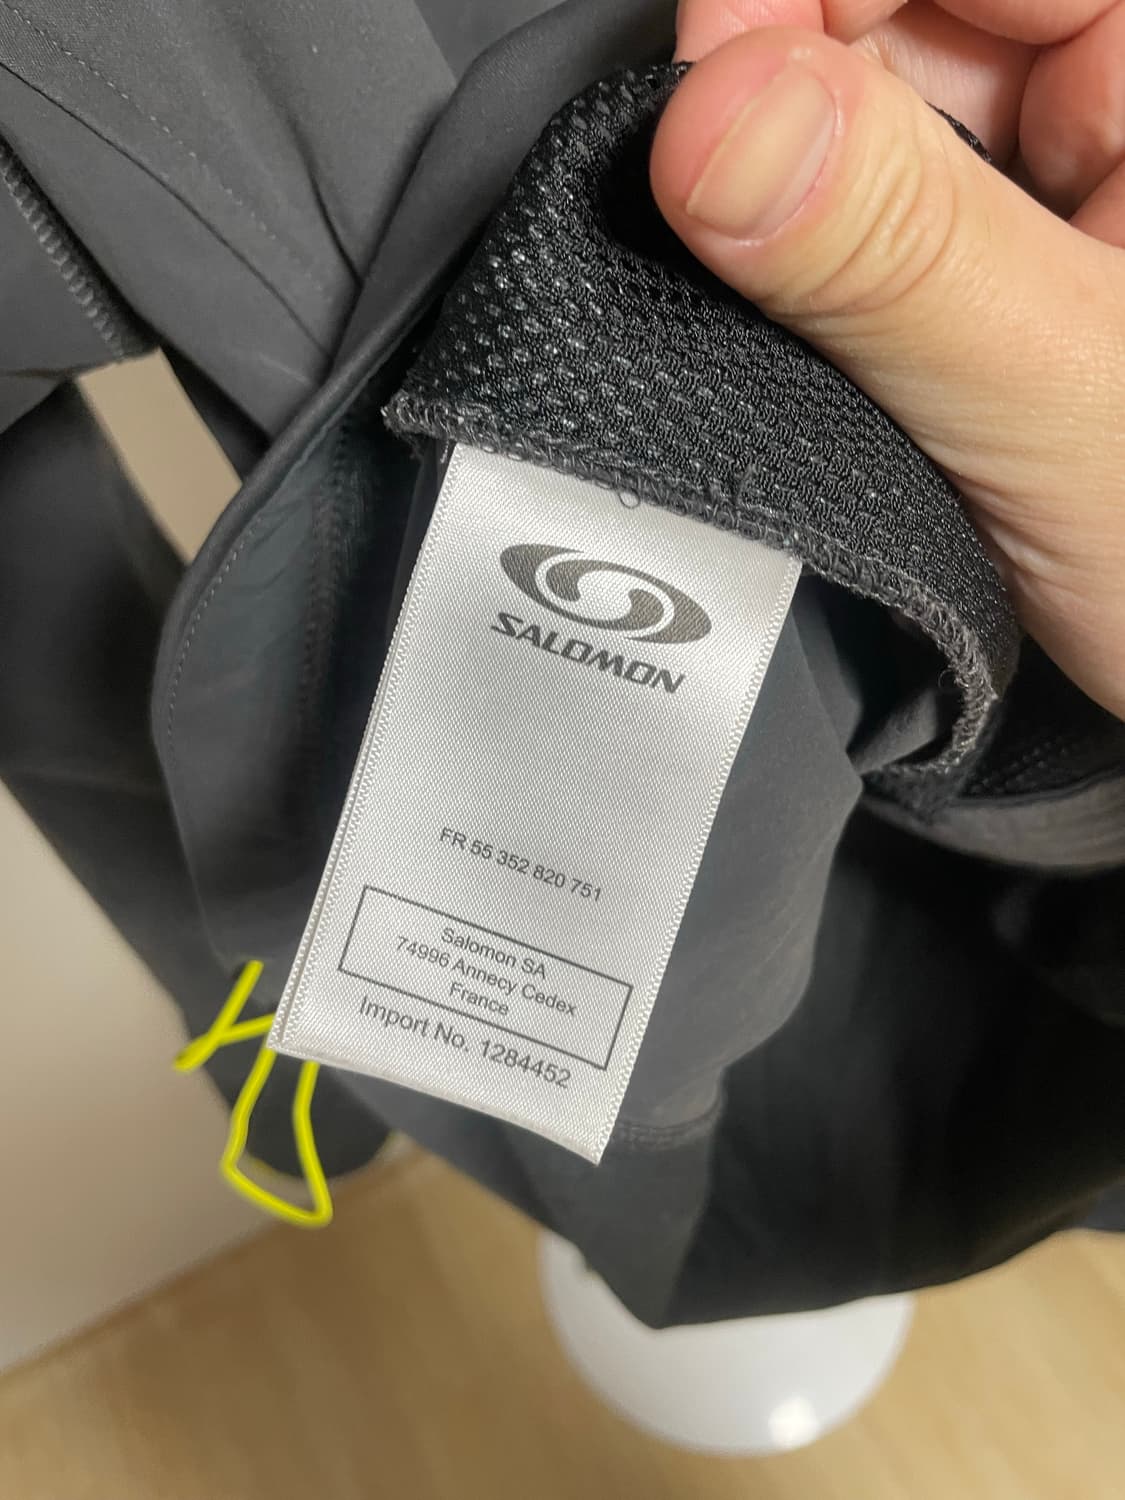 SALOMON
FR 55 352 820 751
Salomon SA
74996 Annecy Cedex
France
Import No. 1284452